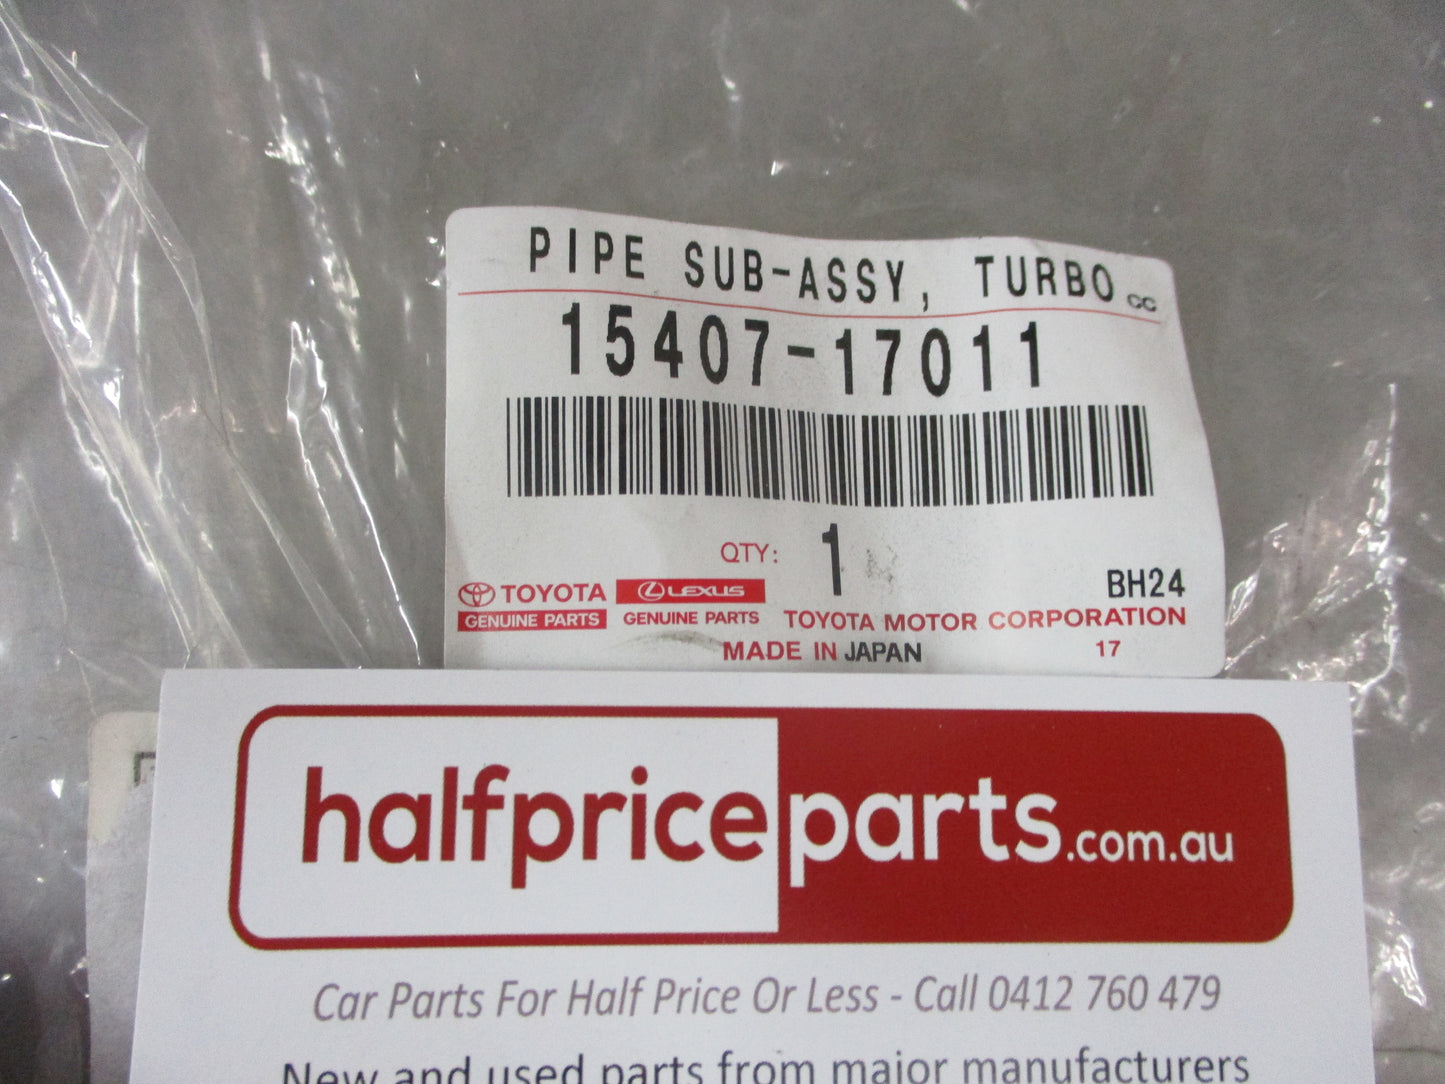 PIPE SUB-ASSY, TURBO CC
15407-17011
QTY: 1
BH24
TOYOTA LEXUS
GENUINE PARTS GENUINE PARTS TOYOTA MOTOR CORPORATION
MADE IN JAPAN 17
halfpriceparts.com.au
Car Parts For Half Price Or Less - Call 0412 760 479
New and used parts from major manufacturers